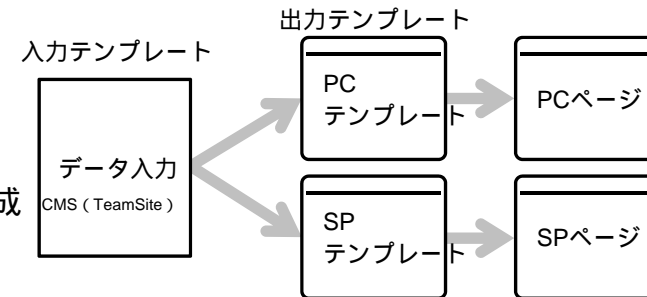 出力テンプレート
入力テンプレート
PC
テンプレート
PCページ
データ入力
CMS（TeamSite）
成
SP
テンプレート
SPページ